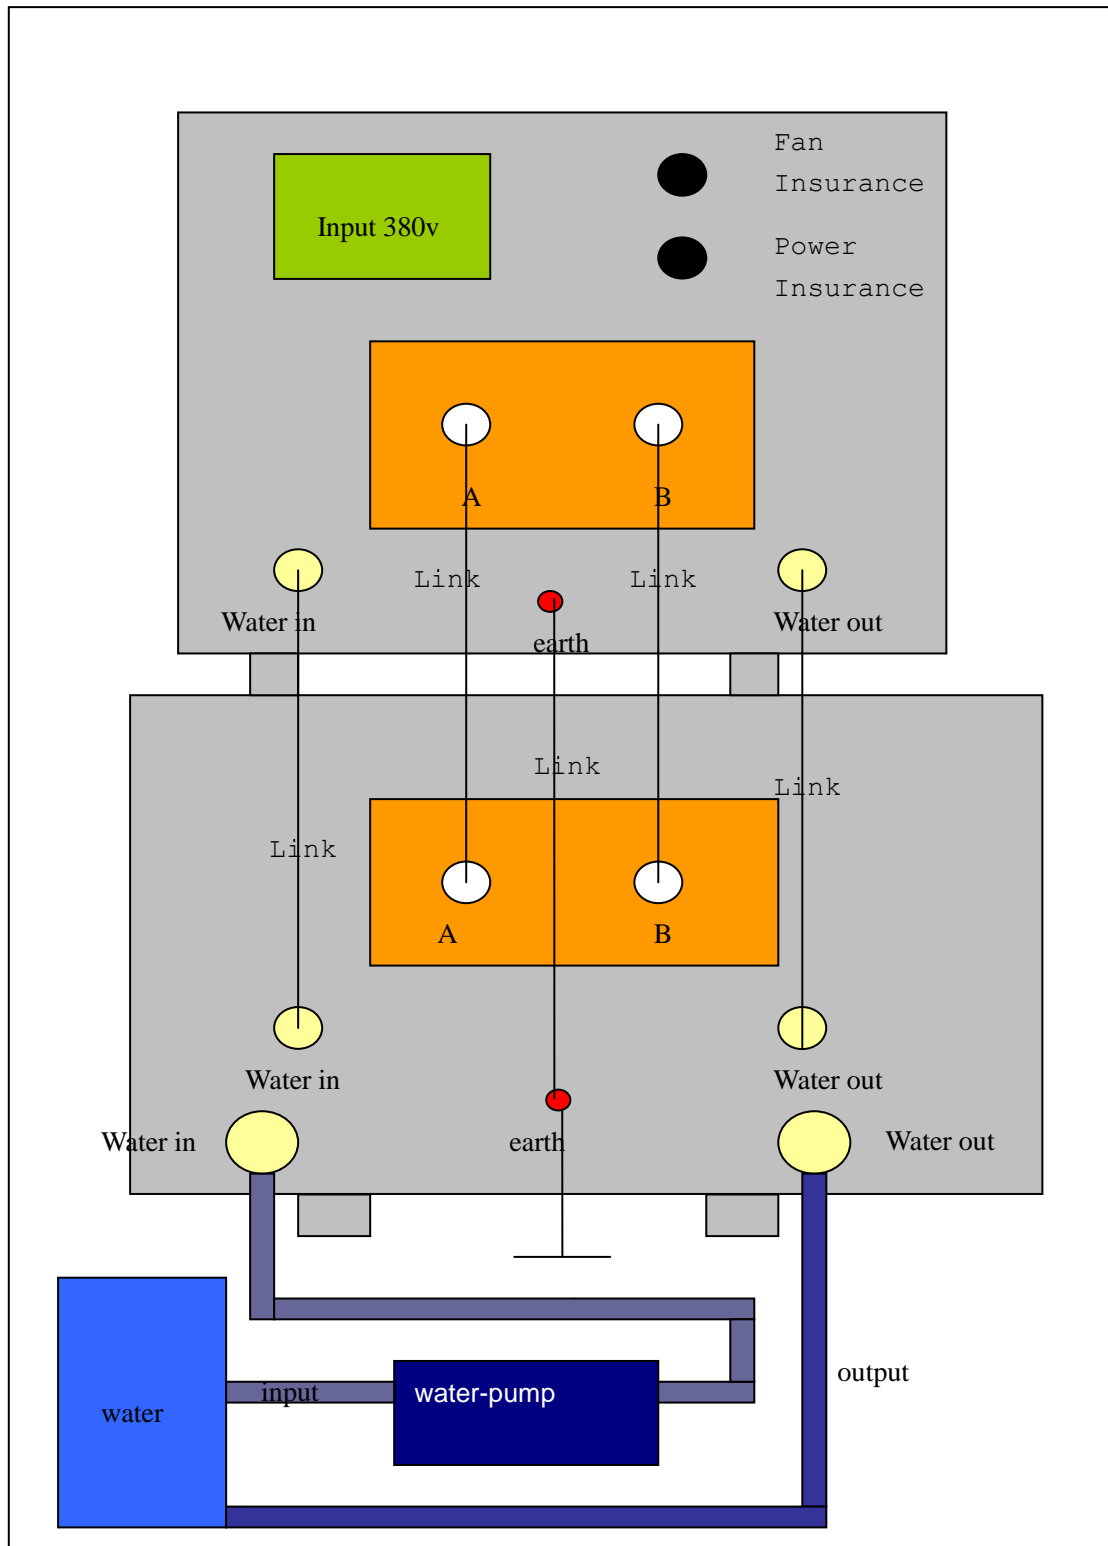 Fan
Insurance
Input 380v
Power
Insurance
A
B
Link
Link
Water in
earth
Water out
Link
Link
Link
A
B
Water in
Water out
Water in
earth
Water out
water
input
water-pump
output